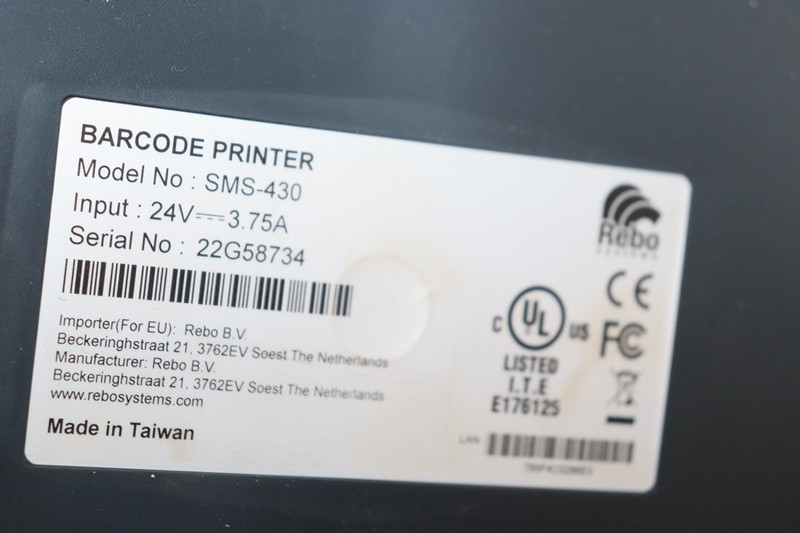 BARCODE PRINTER
Model No : SMS-430
Input : 24V⎓3.75A
Serial No : 22G58734
Importer(For EU): Rebo B.V.
Beckeringhstraat 21, 3762EV Soest The Netherlands
Manufacturer: Rebo B.V.
Beckeringhstraat 21, 3762EV Soest The Netherlands
www.rebosystems.com
Made in Taiwan
Rebo
SYSTEMS
CE
C UL US
FC
LISTED
I.T.E
E176125
LAN